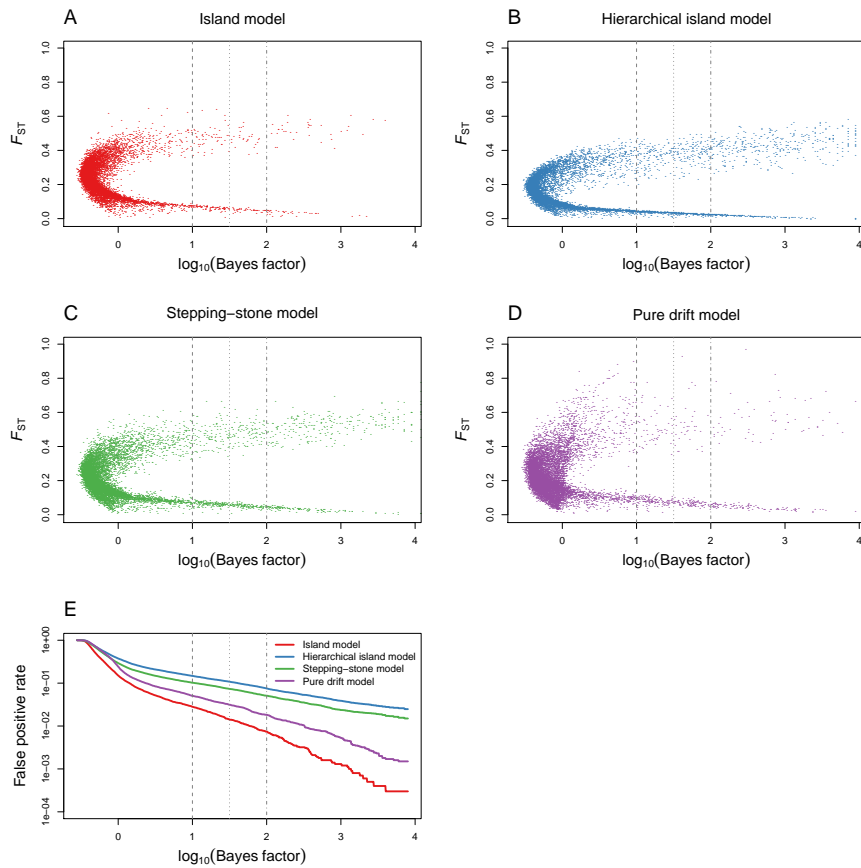 A
Island model
1.0
0.8
0.6
0.4
0.2
0.0
F_ST
0
1
2
3
4
log₁₀(Bayes factor)
B
Hierarchical island model
1.0
0.8
0.6
0.4
0.2
0.0
F_ST
0
1
2
3
4
log₁₀(Bayes factor)
C
Stepping−stone model
1.0
0.8
0.6
0.4
0.2
0.0
F_ST
0
1
2
3
4
log₁₀(Bayes factor)
D
Pure drift model
1.0
0.8
0.6
0.4
0.2
0.0
F_ST
0
1
2
3
4
log₁₀(Bayes factor)
E
1e+00
1e−01
1e−02
1e−03
1e−04
False positive rate
Island model
Hierarchical island model
Stepping−stone model
Pure drift model
0
1
2
3
4
log₁₀(Bayes factor)